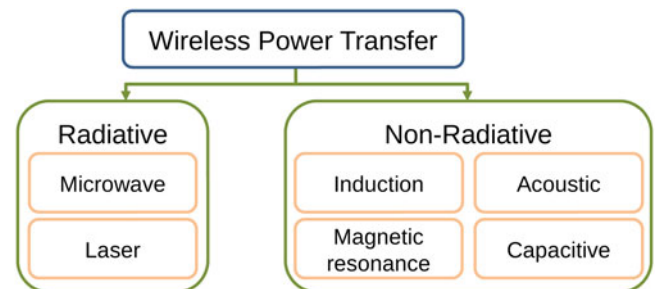 Wireless Power Transfer
Radiative
Microwave
Laser
Non-Radiative
Induction
Acoustic
Magnetic
resonance
Capacitive